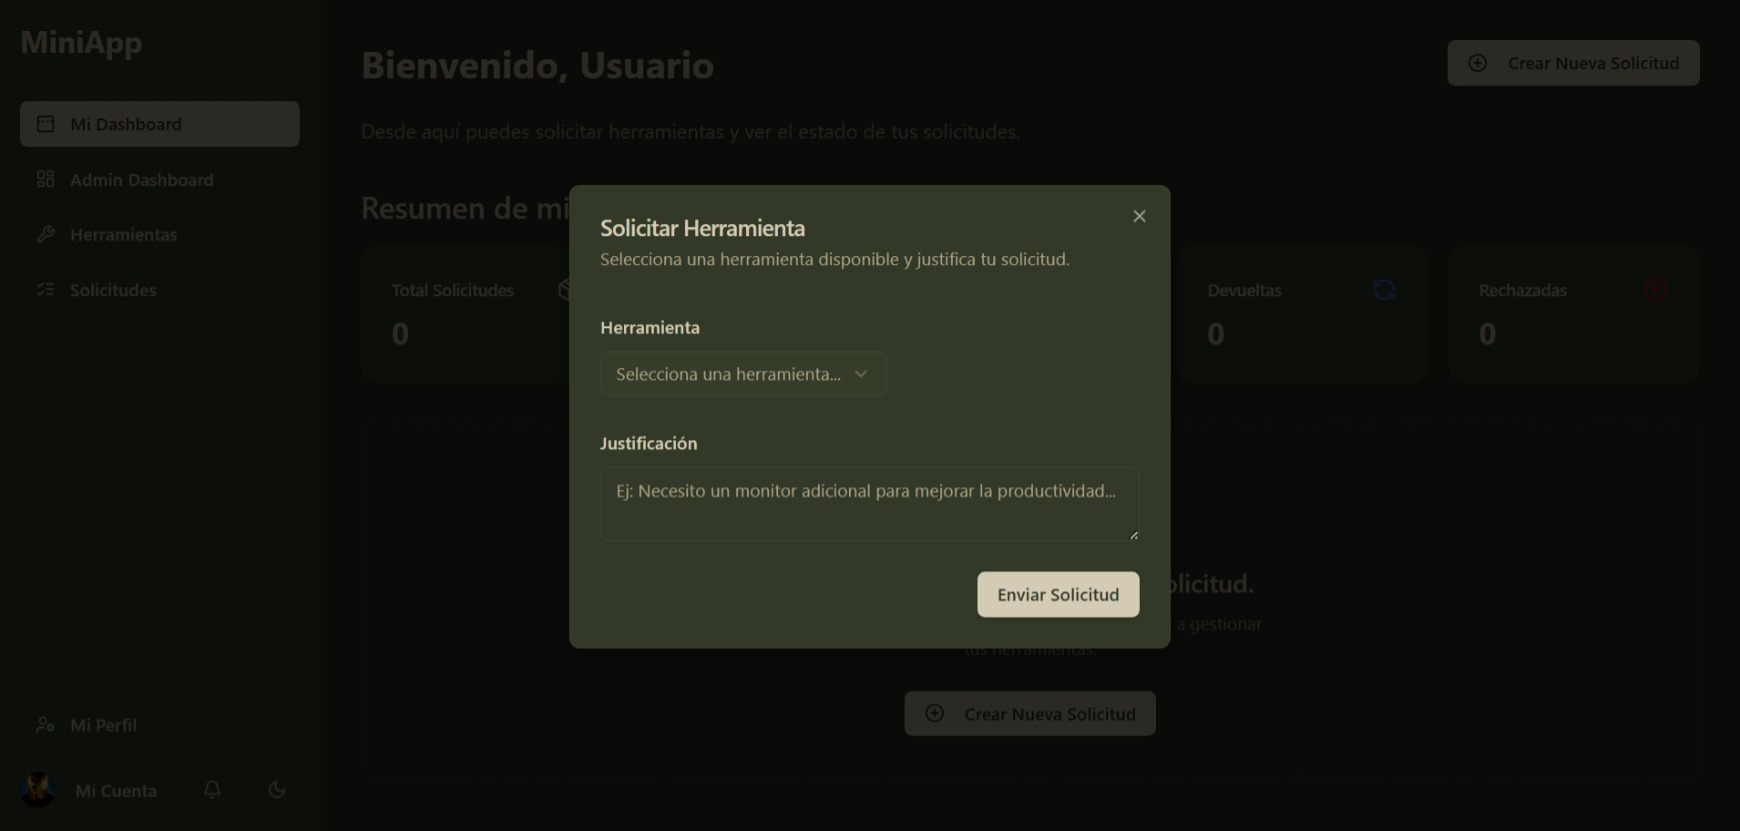 MiniApp
Mi Dashboard
Admin Dashboard
Herramientas
Solicitudes
Mi Perfil
Mi Cuenta
Bienvenido, Usuario
Crear Nueva Solicitud
Desde aquí puedes solicitar herramientas y ver el estado de tus solicitudes.
Resumen de mi
Total Solicitudes
0
Devueltas
0
Rechazadas
0
Solicitar Herramienta
Selecciona una herramienta disponible y justifica tu solicitud.
Herramienta
Selecciona una herramienta...
Justificación
Ej: Necesito un monitor adicional para mejorar la productividad...
Enviar Solicitud
olicitud.
a gestionar
tus herramientas.
Crear Nueva Solicitud